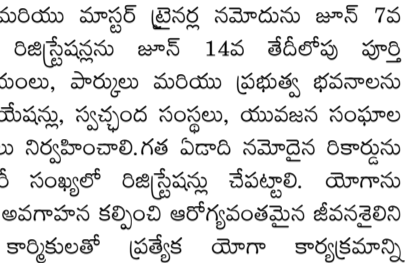 మరియు మాస్టర్ ట్రైనర్ల నమోదును జూన్ 7వ
రిజిస్ట్రేషన్లను జూన్ 14వ తేదీలోపు పూర్తి
పార్కులు మరియు ప్రభుత్వ భవనాలను
స్వచ్ఛంద సంస్థలు, యువజన సంఘాల
నిర్వహించాలి.గత ఏడాది నమోదైన రికార్డును
సంఖ్యలో రిజిస్ట్రేషన్లు చేపట్టాలి. యోగాను
అవగాహన కల్పించి ఆరోగ్యవంతమైన జీవనశైలిని
కార్మికులతో ప్రత్యేక యోగా కార్యక్రమాన్ని